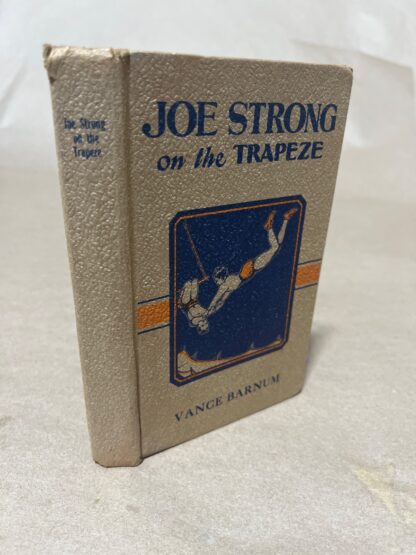 Joe Strong
on the
Trapeze
JOE STRONG
on the TRAPEZE
VANCE BARNUM